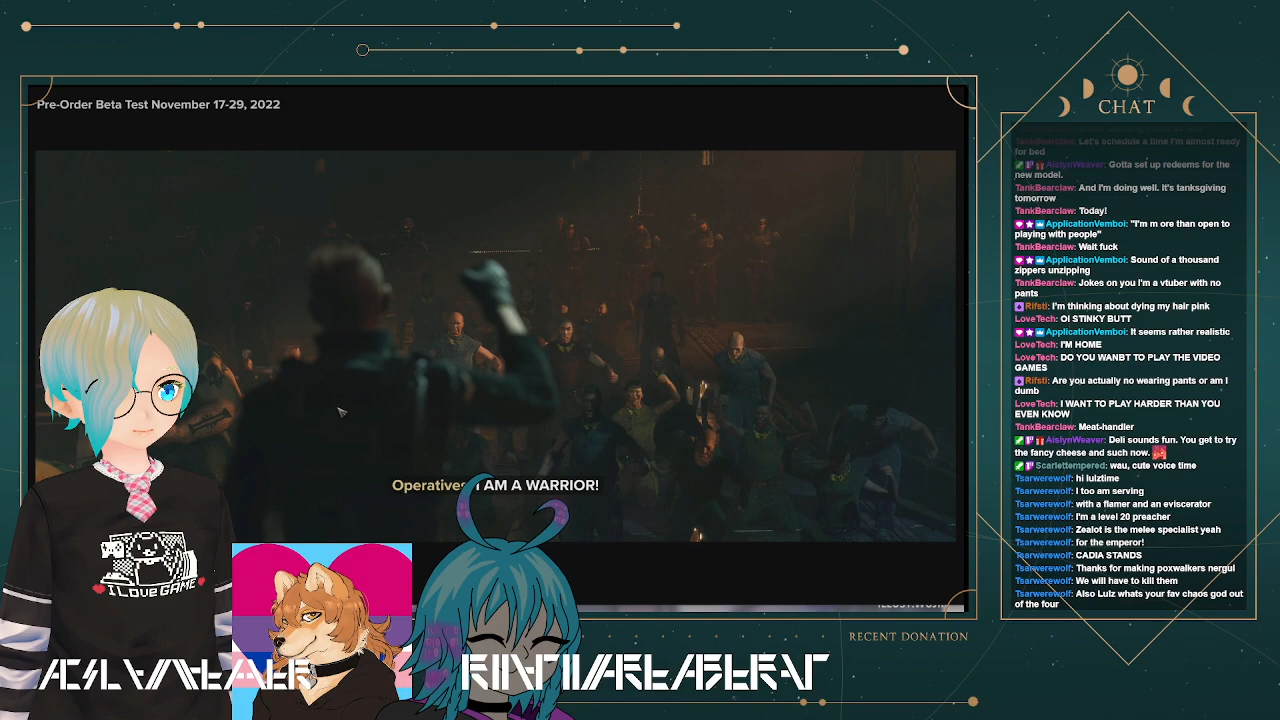 Pre-Order Beta Test November 17-29, 2022
Operatives: I AM A WARRIOR!
I LOVE GAME
RECENT DONATION
CHAT
TankBearclaw: Let's schedule a time I'm almost ready
for bed
AislynWeaver: Gotta set up redeems for the
new model.
TankBearclaw: And I'm doing well. It's tanksgiving
tomorrow
TankBearclaw: Today!
ApplicationVemboi: "I'm m ore than open to
playing with people"
TankBearclaw: Wait fuck
ApplicationVemboi: Sound of a thousand
zippers unzipping
TankBearclaw: Jokes on you I'm a vtuber with no
pants
Rifsti: I'm thinking about dying my hair pink
LoveTech: OI STINKY BUTT
ApplicationVemboi: It seems rather realistic
LoveTech: I'M HOME
LoveTech: DO YOU WANBT TO PLAY THE VIDEO
GAMES
Rifsti: Are you actually no wearing pants or am I
dumb
LoveTech: I WANT TO PLAY HARDER THAN YOU
EVEN KNOW
TankBearclaw: Meat-handler
AislynWeaver: Deli sounds fun. You get to try
the fancy cheese and such now.
Scarlettempered: wau, cute voice time
Tsarwerewolf: hi lulztime
Tsarwerewolf: I too am serving
Tsarwerewolf: with a flamer and an eviscerator
Tsarwerewolf: I'm a level 20 preacher
Tsarwerewolf: Zealot is the melee specialist yeah
Tsarwerewolf: for the emperor!
Tsarwerewolf: CADIA STANDS
Tsarwerewolf: Thanks for making poxwalkers nergul
Tsarwerewolf: We will have to kill them
Tsarwerewolf: Also Lulz whats your fav chaos god out
of the four